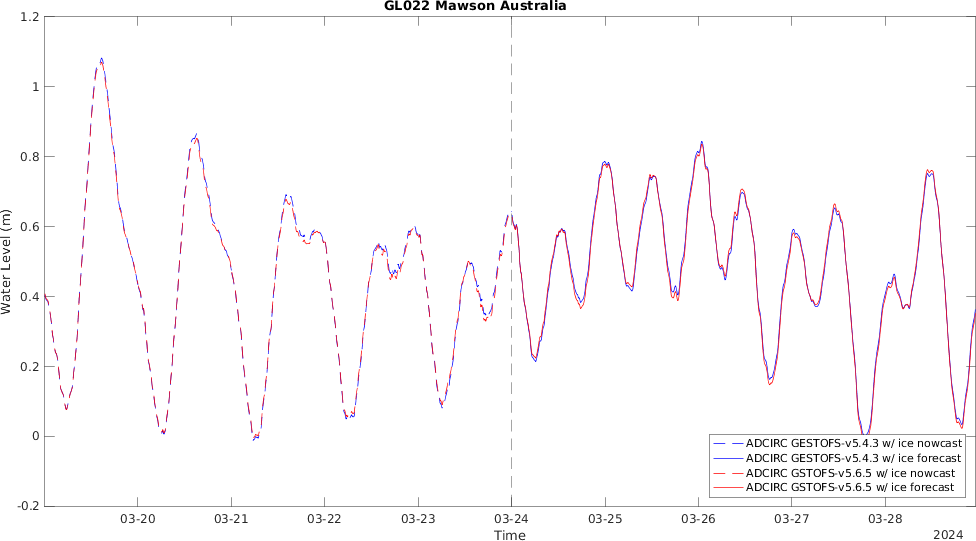 GL022 Mawson Australia
1.2
1
0.8
0.6
0.4
0.2
0
-0.2
Water Level (m)
03-20 03-21 03-22 03-23 03-24 03-25 03-26 03-27 03-28
Time
2024
ADCIRC GESTOFS-v5.4.3 w/ ice nowcast
ADCIRC GESTOFS-v5.4.3 w/ ice forecast
ADCIRC GSTOFS-v5.6.5 w/ ice nowcast
ADCIRC GSTOFS-v5.6.5 w/ ice forecast